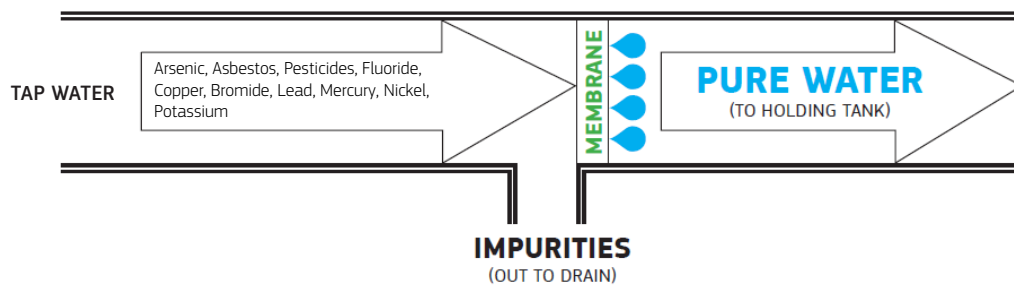 TAP WATER
Arsenic, Asbestos, Pesticides, Fluoride,
Copper, Bromide, Lead, Mercury, Nickel,
Potassium
MEMBRANE
PURE WATER
(TO HOLDING TANK)
IMPURITIES
(OUT TO DRAIN)